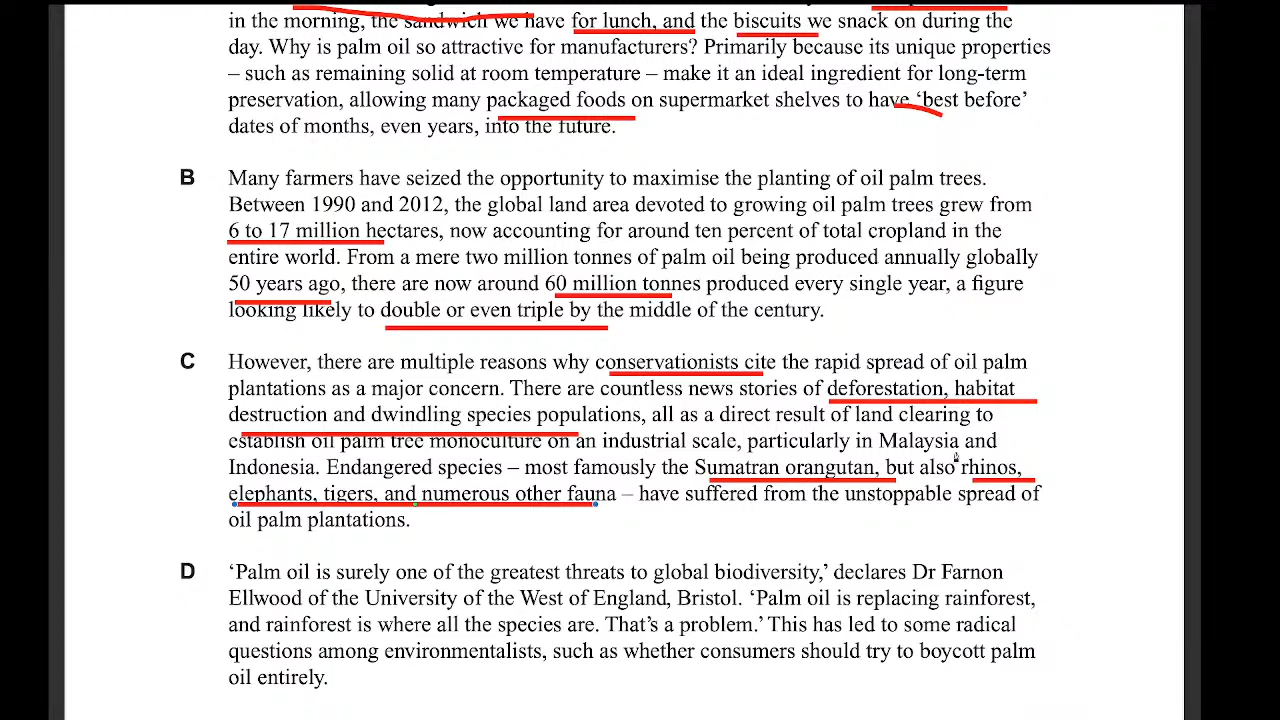 in the morning, the sandwich we have for lunch, and the biscuits we snack on during the
day. Why is palm oil so attractive for manufacturers? Primarily because its unique properties
– such as remaining solid at room temperature – make it an ideal ingredient for long-term
preservation, allowing many packaged foods on supermarket shelves to have ‘best before’
dates of months, even years, into the future.
B Many farmers have seized the opportunity to maximise the planting of oil palm trees.
Between 1990 and 2012, the global land area devoted to growing oil palm trees grew from
6 to 17 million hectares, now accounting for around ten percent of total cropland in the
entire world. From a mere two million tonnes of palm oil being produced annually globally
50 years ago, there are now around 60 million tonnes produced every single year, a figure
looking likely to double or even triple by the middle of the century.
C However, there are multiple reasons why conservationists cite the rapid spread of oil palm
plantations as a major concern. There are countless news stories of deforestation, habitat
destruction and dwindling species populations, all as a direct result of land clearing to
establish oil palm tree monoculture on an industrial scale, particularly in Malaysia and
Indonesia. Endangered species – most famously the Sumatran orangutan, but also rhinos,
elephants, tigers, and numerous other fauna – have suffered from the unstoppable spread of
oil palm plantations.
D ‘Palm oil is surely one of the greatest threats to global biodiversity,’ declares Dr Farnon
Ellwood of the University of the West of England, Bristol. ‘Palm oil is replacing rainforest,
and rainforest is where all the species are. That’s a problem.’ This has led to some radical
questions among environmentalists, such as whether consumers should try to boycott palm
oil entirely.